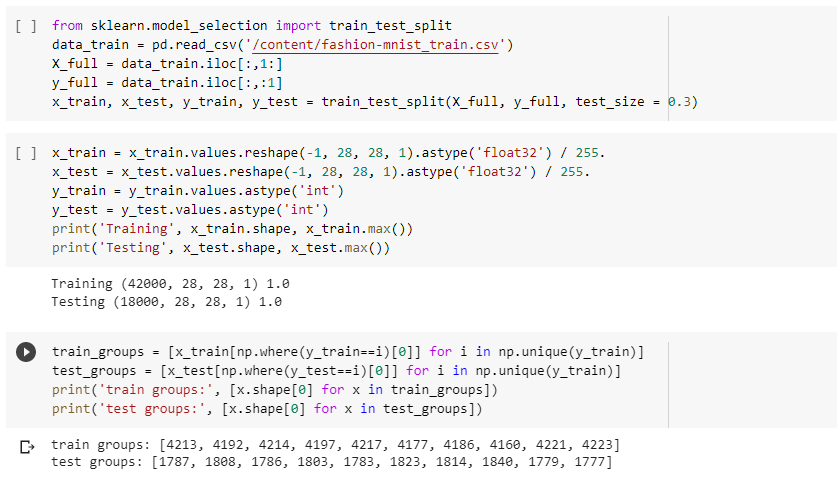 [ ] from sklearn.model_selection import train_test_split
data_train = pd.read_csv('/content/fashion-mnist_train.csv')
X_full = data_train.iloc[:,1:]
y_full = data_train.iloc[:,:1]
x_train, x_test, y_train, y_test = train_test_split(X_full, y_full, test_size = 0.3)
[ ] x_train = x_train.values.reshape(-1, 28, 28, 1).astype('float32') / 255.
x_test = x_test.values.reshape(-1, 28, 28, 1).astype('float32') / 255.
y_train = y_train.values.astype('int')
y_test = y_test.values.astype('int')
print('Training', x_train.shape, x_train.max())
print('Testing', x_test.shape, x_test.max())
Training (42000, 28, 28, 1) 1.0
Testing (18000, 28, 28, 1) 1.0
train_groups = [x_train[np.where(y_train==i)[0]] for i in np.unique(y_train)]
test_groups = [x_test[np.where(y_test==i)[0]] for i in np.unique(y_train)]
print('train groups:', [x.shape[0] for x in train_groups])
print('test groups:', [x.shape[0] for x in test_groups])
train groups: [4213, 4192, 4214, 4197, 4217, 4177, 4186, 4160, 4221, 4223]
test groups: [1787, 1808, 1786, 1803, 1783, 1823, 1814, 1840, 1779, 1777]